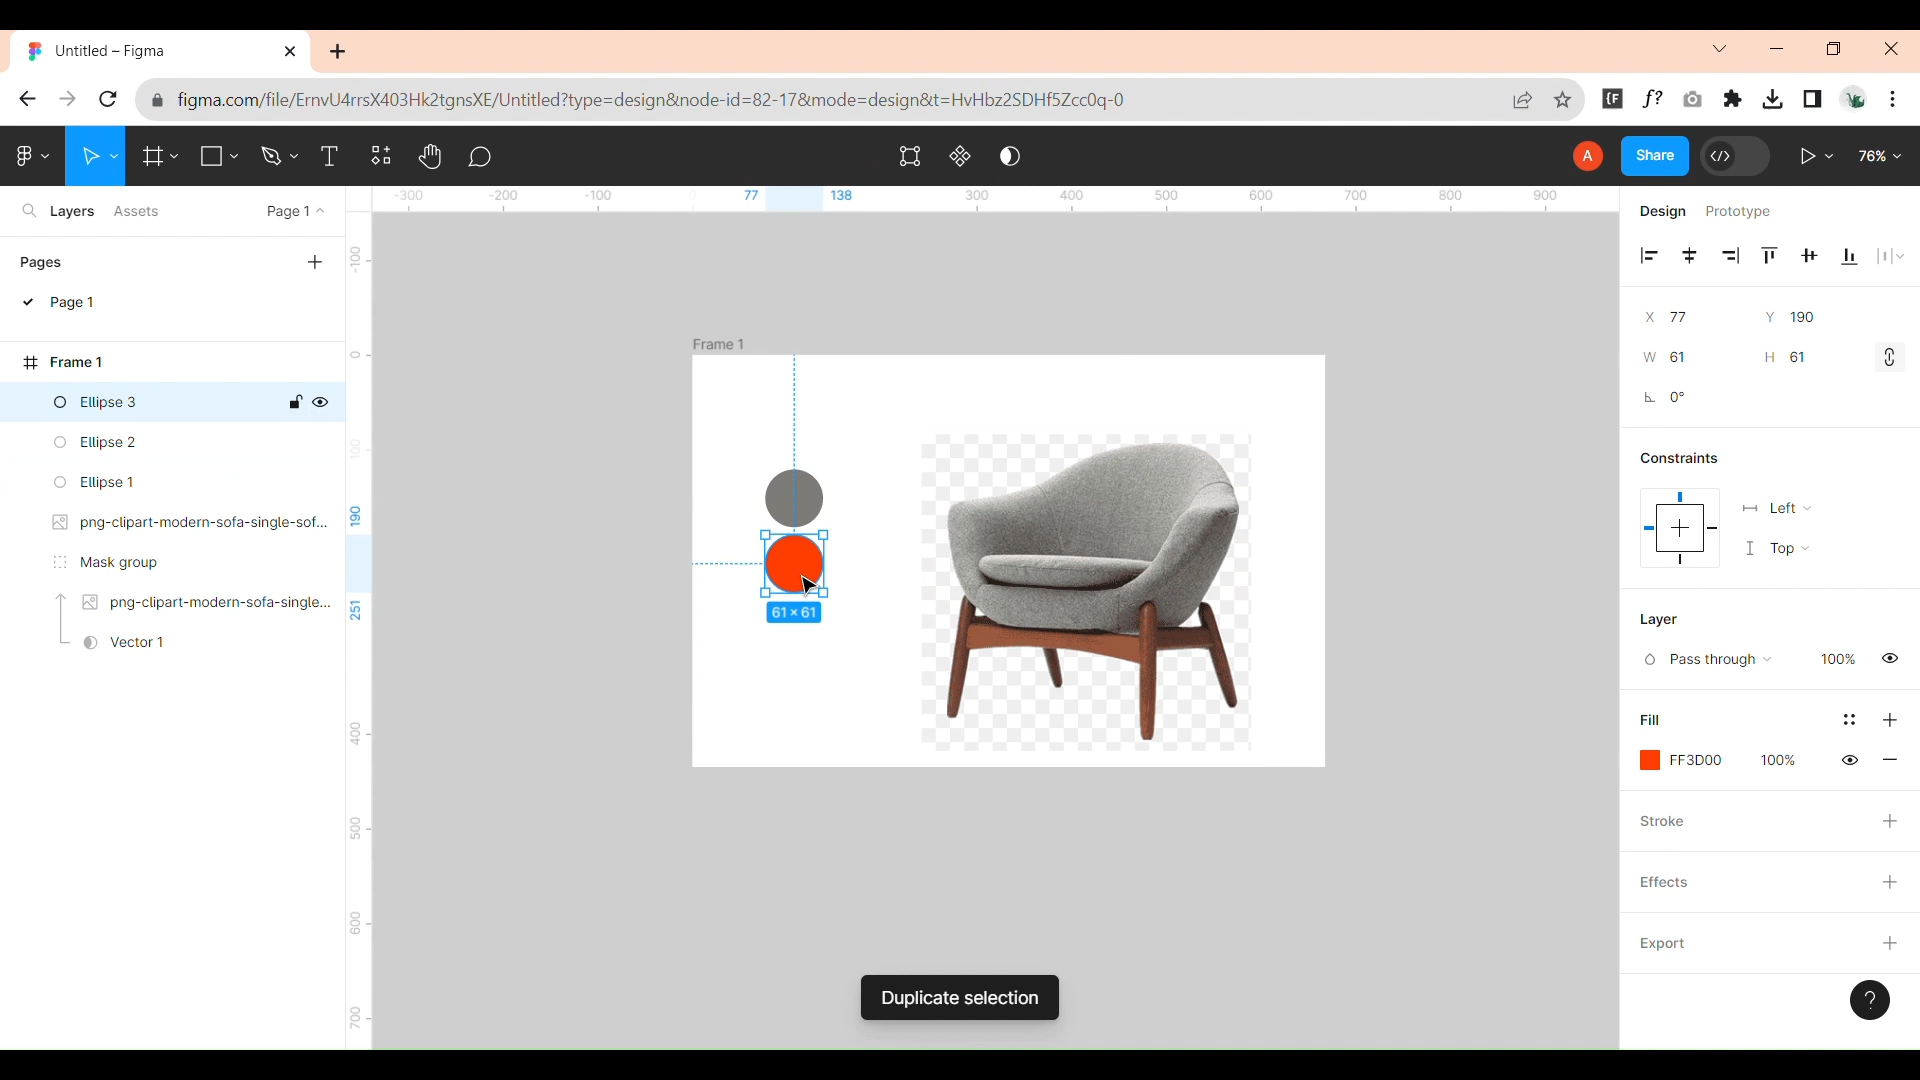 Untitled – Figma
figma.com/file/ErnvU4rrsX403Hk2tgnsXE/Untitled?type=design&node-id=82-17&mode=design&t=HvHbz2SDHf5Zcc0q-0
A
Share
76%
Layers
Assets
Page 1
-300
-200
-100
0
77
138
300
400
500
600
700
800
900
Design
Prototype
Pages
Page 1
X 77
Y 190
W 61
H 61
0°
Frame 1
Ellipse 3
Ellipse 2
Ellipse 1
png-clipart-modern-sofa-single-sof...
Mask group
png-clipart-modern-sofa-single...
Vector 1
-100
0
100
190
251
400
500
600
700
Frame 1
61 × 61
Constraints
Left
Top
Layer
Pass through
100%
Fill
FF3D00
100%
Stroke
Effects
Export
Duplicate selection
?